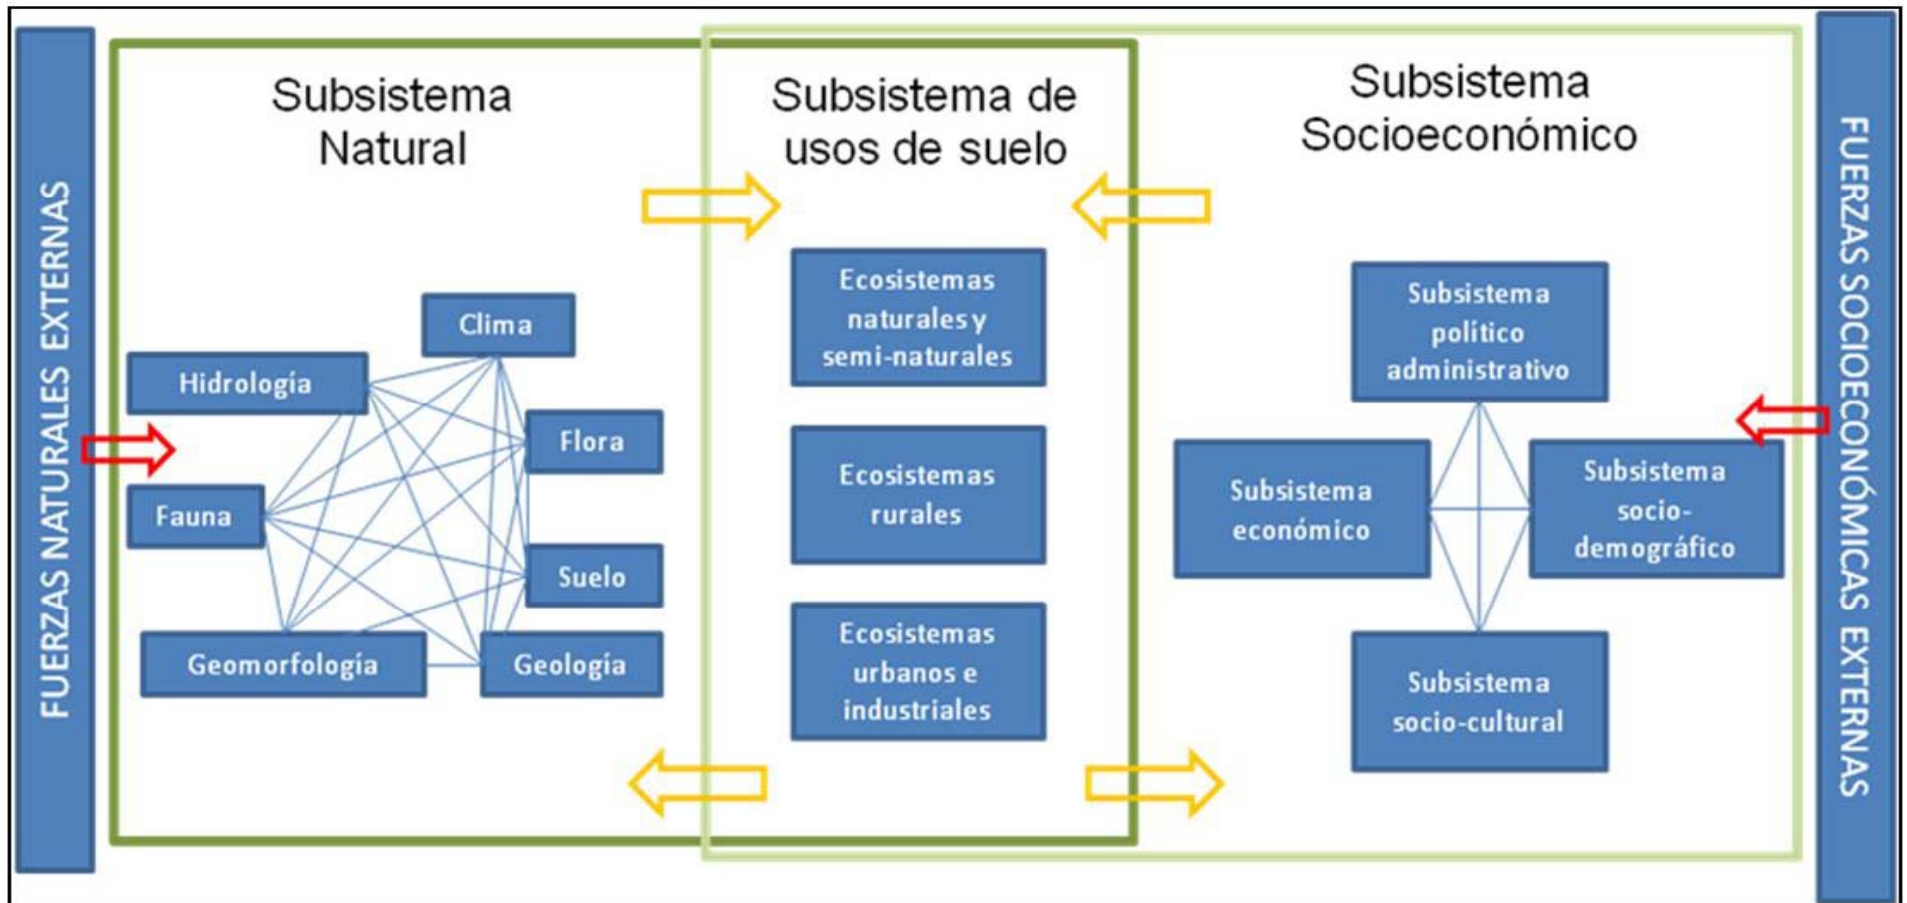 FUERZAS NATURALES EXTERNAS
Subsistema
Natural
Clima
Hidrología
Flora
Fauna
Suelo
Geomorfología
Geología
Subsistema de
usos de suelo
Ecosistemas
naturales y
semi-naturales
Ecosistemas
rurales
Ecosistemas
urbanos e
industriales
Subsistema
Socioeconómico
Subsistema
político
administrativo
Subsistema
económico
Subsistema
socio-
demográfico
Subsistema
socio-cultural
FUERZAS SOCIOECONÓMICAS EXTERNAS